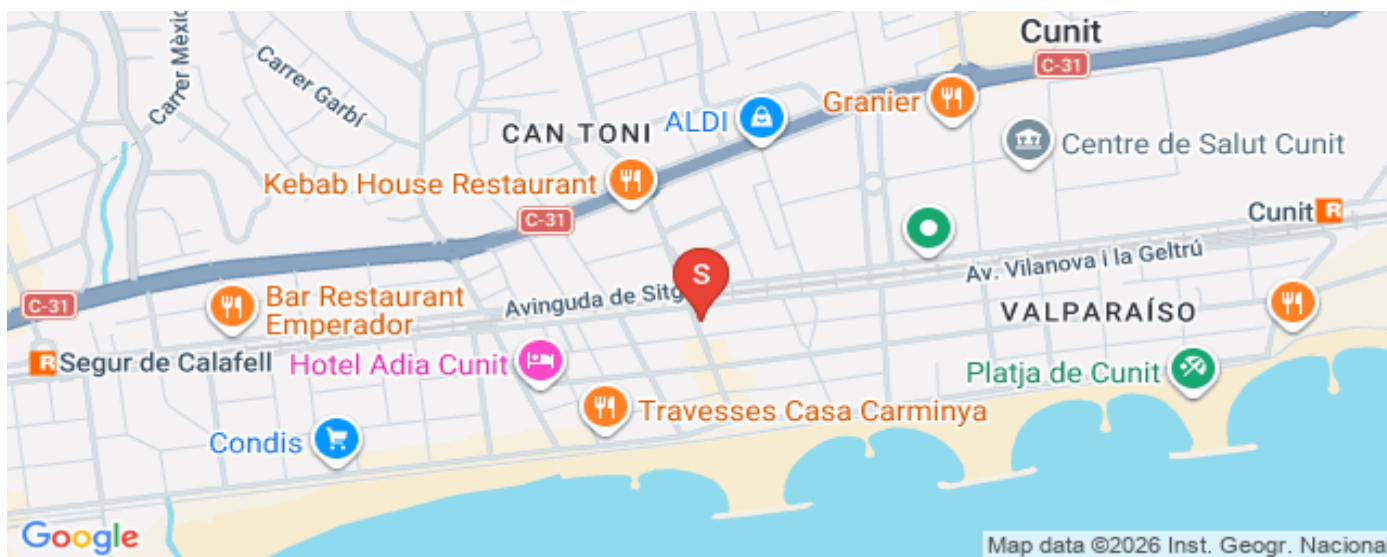 Cunit
C-31
Carrer Mèxic
Carrer Garbí
Granier
ALDI
CAN TONI
Centre de Salut Cunit
Kebab House Restaurant
C-31
Cunit
R
Av. Vilanova i la Geltrú
S
Avinguda de Sitg
C-31
Bar Restaurant
Emperador
VALPARAÍSO
R Segur de Calafell
Hotel Adia Cunit
Platja de Cunit
Travesses Casa Carminya
Condis
Google
Map data ©2026 Inst. Geogr. Naciona